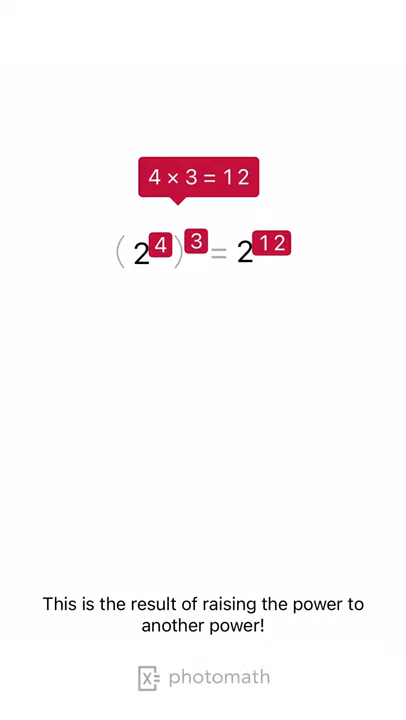 4 × 3 = 12
(2⁴)³ = 2¹²
This is the result of raising the power to
another power!
photomath